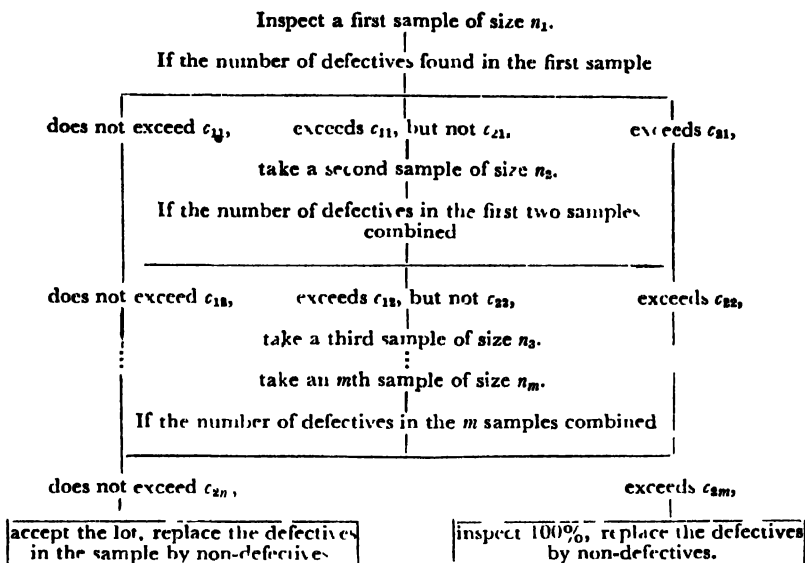 Inspect a first sample of size n₁.
If the number of defectives found in the first sample
does not exceed c₁₁, exceeds c₁₁, but not c₂₁, exceeds c₂₁,
take a second sample of size n₂.
If the number of defectives in the first two samples
combined
does not exceed c₁₂, exceeds c₁₂, but not c₂₂, exceeds c₂₂,
take a third sample of size n₃.
take an mth sample of size nₘ.
If the number of defectives in the m samples combined
does not exceed c₂ₙ, exceeds c₂ₘ,
accept the lot, replace the defectives
in the sample by non-defectives
inspect 100%, replace the defectives
by non-defectives.